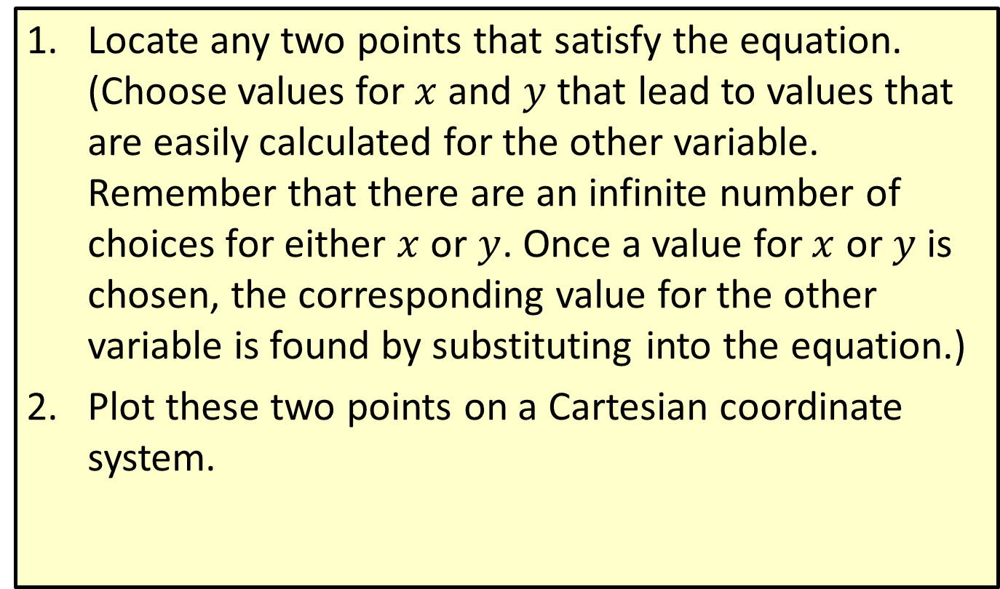 1. Locate any two points that satisfy the equation.
(Choose values for x and y that lead to values that
are easily calculated for the other variable.
Remember that there are an infinite number of
choices for either x or y. Once a value for x or y is
chosen, the corresponding value for the other
variable is found by substituting into the equation.)
2. Plot these two points on a Cartesian coordinate
system.